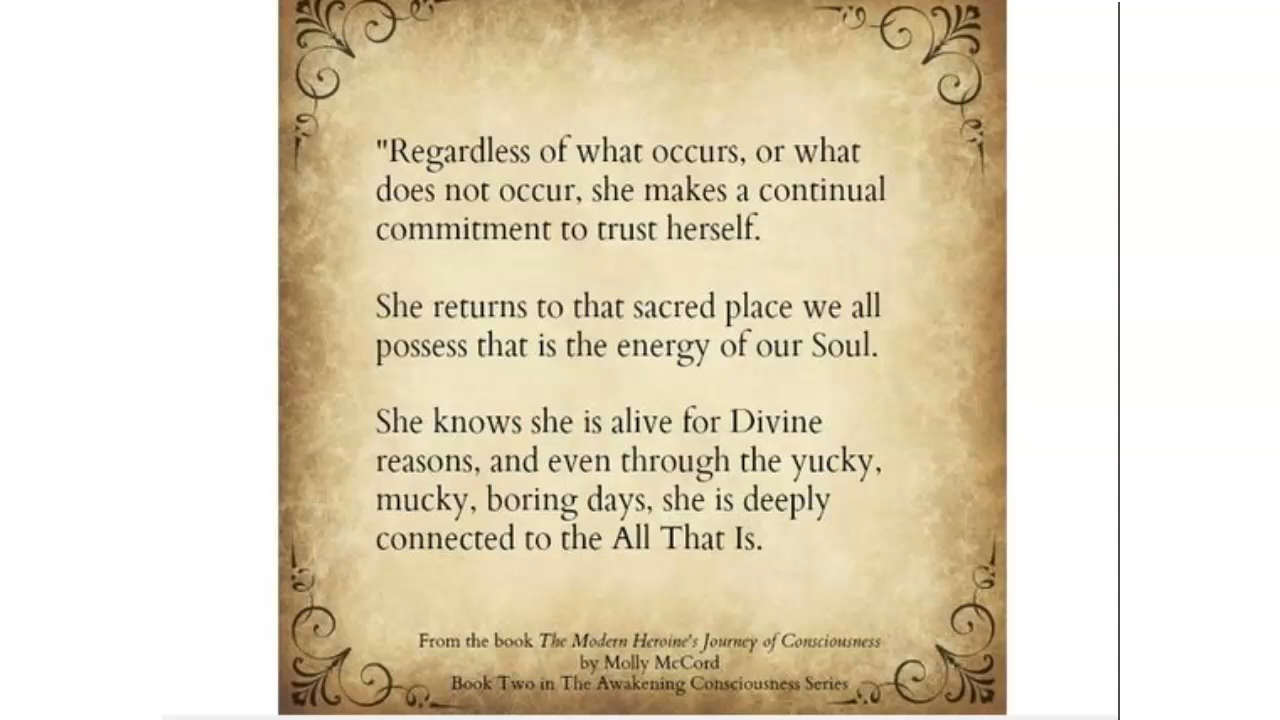 "Regardless of what occurs, or what
does not occur, she makes a continual
commitment to trust herself.
She returns to that sacred place we all
possess that is the energy of our Soul.
She knows she is alive for Divine
reasons, and even through the yucky,
mucky, boring days, she is deeply
connected to the All That Is.
From the book The Modern Heroine's Journey of Consciousness
by Molly McCord
Book Two in The Awakening Consciousness Series